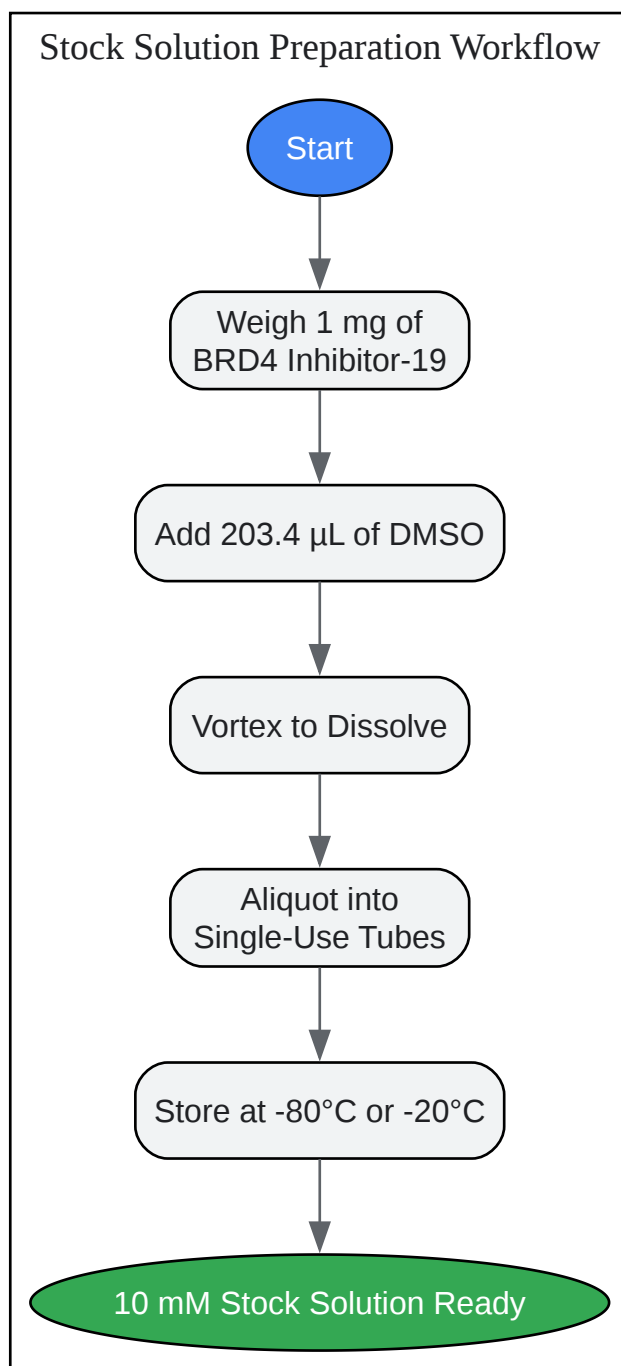 Stock Solution Preparation Workflow
Start
Weigh 1 mg of
BRD4 Inhibitor-19
Add 203.4 µL of DMSO
Vortex to Dissolve
Aliquot into
Single-Use Tubes
Store at -80°C or -20°C
10 mM Stock Solution Ready